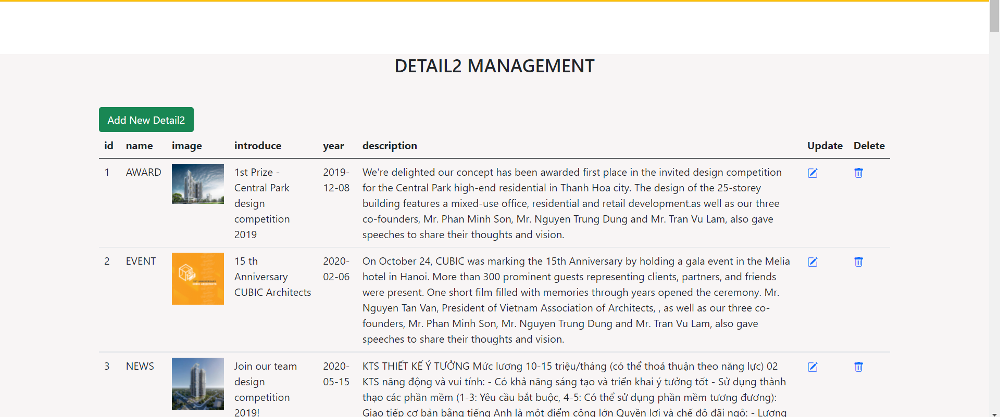 DETAIL2 MANAGEMENT
Add New Detail2
id name image introduce year description Update Delete
1 AWARD
1st Prize -
Central Park
design
competition
2019
2019-
12-08
We're delighted our concept has been awarded first place in the invited design competition
for the Central Park high-end residential in Thanh Hoa city. The design of the 25-storey
building features a mixed-use office, residential and retail development.as well as our three
co-founders, Mr. Phan Minh Son, Mr. Nguyen Trung Dung and Mr. Tran Vu Lam, also gave
speeches to share their thoughts and vision.
2 EVENT
15 th
Anniversary
CUBIC Architects
2020-
02-06
On October 24, CUBIC was marking the 15th Anniversary by holding a gala event in the Melia
hotel in Hanoi. More than 300 prominent guests representing clients, partners, and friends
were present. One short film filled with memories through years opened the ceremony. Mr.
Nguyen Tan Van, President of Vietnam Association of Architects, , as well as our three co-
founders, Mr. Phan Minh Son, Mr. Nguyen Trung Dung and Mr. Tran Vu Lam, also gave
speeches to share their thoughts and vision.
3 NEWS
Join our team
design
competition
2019!
2020-
05-15
KTS THIẾT KẾ Ý TƯỞNG Mức lương 10-15 triệu/tháng (có thể thoả thuận theo năng lực) 02
KTS năng động và vui tính: - Có khả năng sáng tạo và triển khai ý tưởng tốt - Sử dụng thành
thạo các phần mềm (1-3: Yêu cầu bắt buộc, 4-5: Có thể sử dụng phần mềm tương đương):
Giao tiếp cơ bản bằng tiếng Anh là một điểm cộng lớn Quyền lợi và chế độ đãi ngộ: - Lương